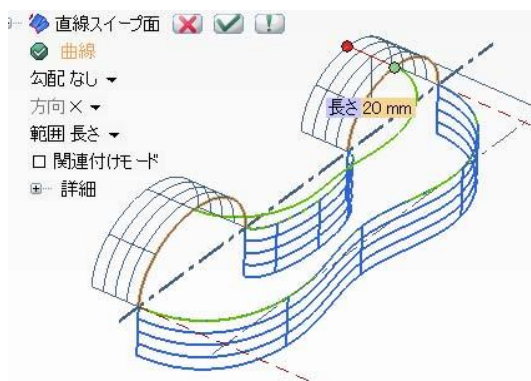 直線スイープ面
曲線
勾配 なし
方向 ×
範囲 長さ
関連付けモード
詳細
長さ 20 mm